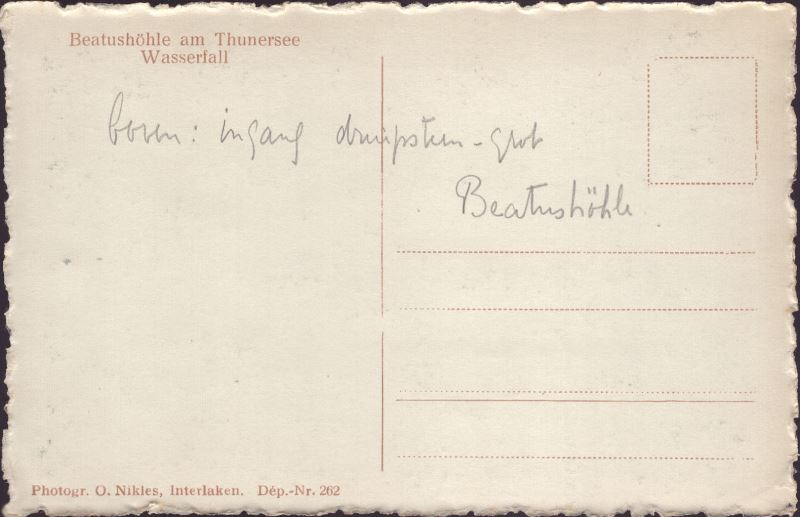 Beatushöhle am Thunersee
Wasserfall
boven: ingang druipsteen-grot
Beatushöhle.
Photogr. O. Nikles, Interlaken. Dép.-Nr. 262